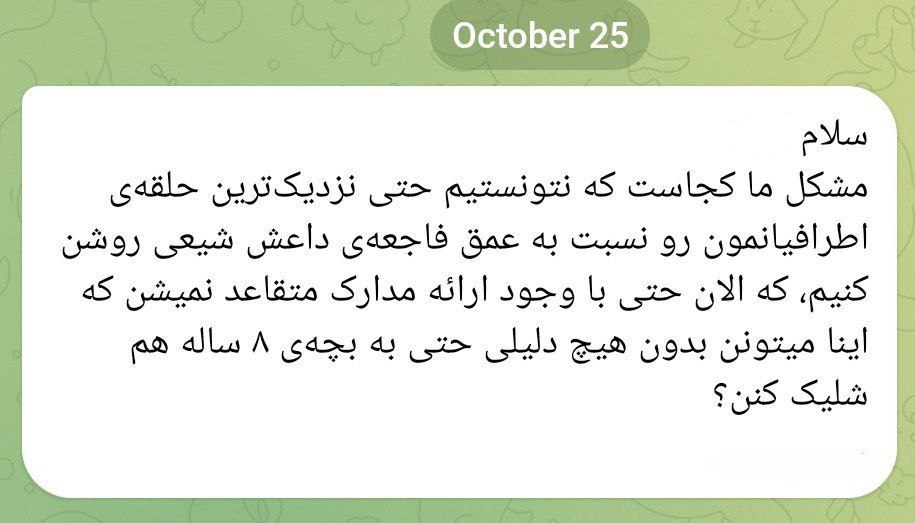 October 25
سلام
مشکل ما کجاست که نتونستیم حتی نزدیک‌ترین حلقه‌ی
اطرافیانمون رو نسبت به عمق فاجعه‌ی داعش شیعی روشن
کنیم، که الان حتی با وجود ارائه مدارک متقاعد نمیشن که
اینا میتونن بدون هیچ دلیلی حتی به بچه‌ی ۸ ساله هم
شلیک کنن؟